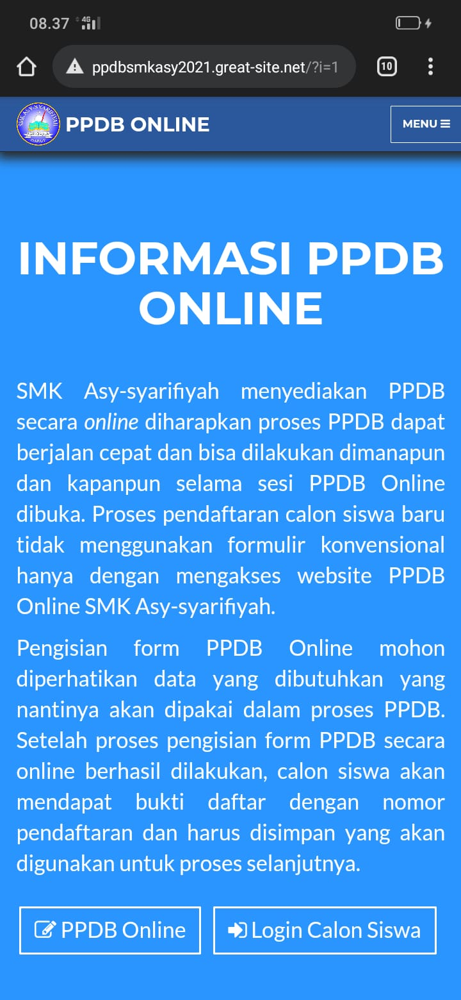 08.37 4G
ppdbsmkasy2021.great-site.net/?i=1 10
PPDB ONLINE MENU
INFORMASI PPDB
ONLINE
SMK Asy-syarifiyah menyediakan PPDB
secara online diharapkan proses PPDB dapat
berjalan cepat dan bisa dilakukan dimanapun
dan kapanpun selama sesi PPDB Online
dibuka. Proses pendaftaran calon siswa baru
tidak menggunakan formulir konvensional
hanya dengan mengakses website PPDB
Online SMK Asy-syarifiyah.
Pengisian form PPDB Online mohon
diperhatikan data yang dibutuhkan yang
nantinya akan dipakai dalam proses PPDB.
Setelah proses pengisian form PPDB secara
online berhasil dilakukan, calon siswa akan
mendapat bukti daftar dengan nomor
pendaftaran dan harus disimpan yang akan
digunakan untuk proses selanjutnya.
PPDB Online Login Calon Siswa